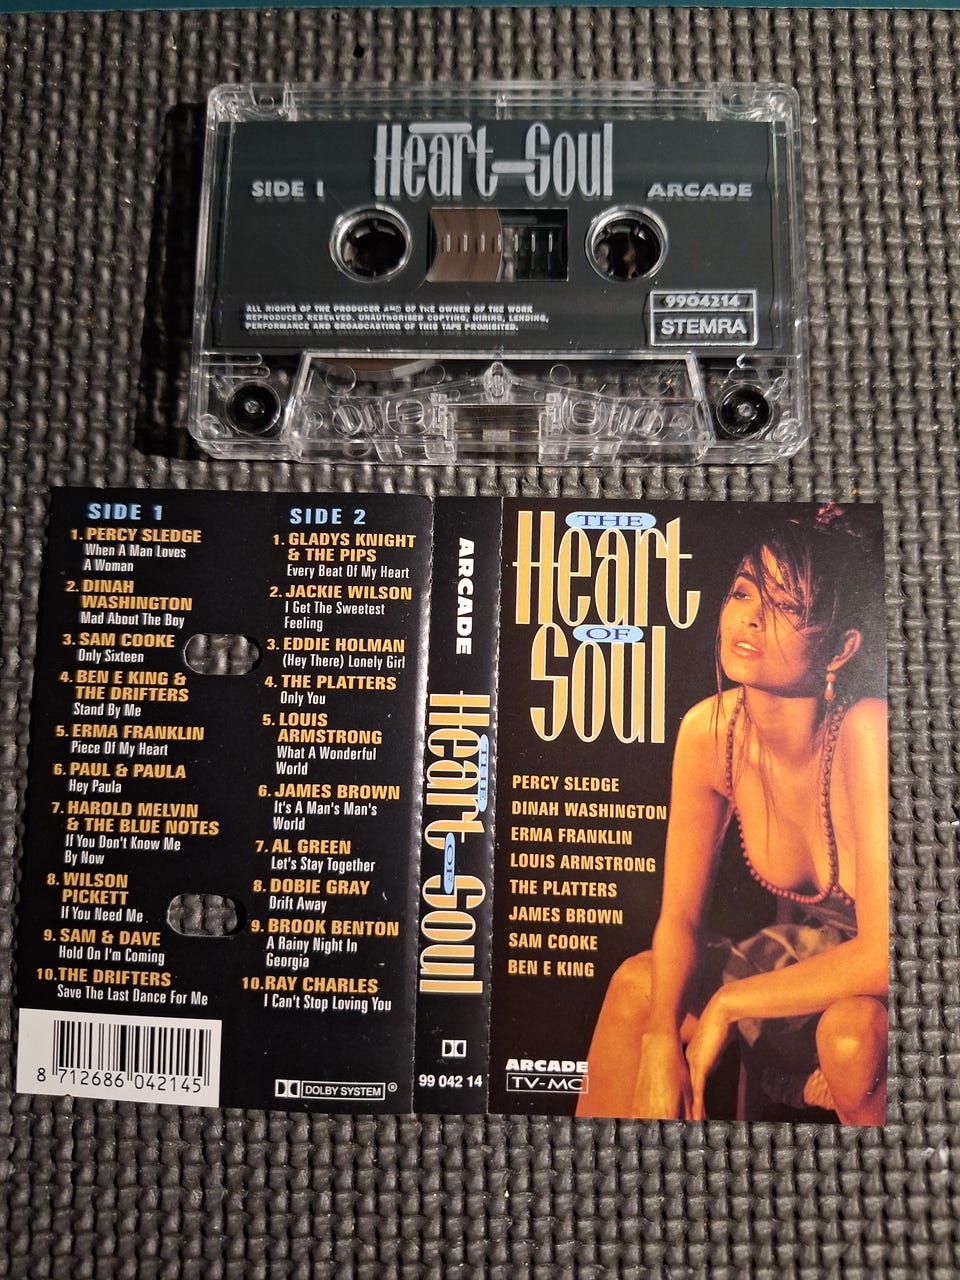 Heart Soul
SIDE 1
ARCADE
ALL RIGHTS OF THE PRODUCER AND OF THE OWNER OF THE WORK
REPRODUCED RESERVED. UNAUTHORISED COPYING, HIRING, LENDING,
PERFORMANCE AND BROADCASTING OF THIS TAPE PROHIBITED.
9904214
STEMRA
SIDE 1
1. PERCY SLEDGE
When A Man Loves
A Woman
2. DINAH
WASHINGTON
Mad About The Boy
3. SAM COOKE
Only Sixteen
4. BEN E KING &
THE DRIFTERS
Stand By Me
5. ERMA FRANKLIN
Piece Of My Heart
6. PAUL & PAULA
Hey Paula
7. HAROLD MELVIN
& THE BLUE NOTES
If You Don't Know Me
By Now
8. WILSON
PICKETT
If You Need Me
9. SAM & DAVE
Hold On I'm Coming
10. THE DRIFTERS
Save The Last Dance For Me
8 712686 042145
SIDE 2
1. GLADYS KNIGHT
& THE PIPS
Every Beat Of My Heart
2. JACKIE WILSON
I Get The Sweetest
Feeling
3. EDDIE HOLMAN
(Hey There) Lonely Girl
4. THE PLATTERS
Only You
5. LOUIS
ARMSTRONG
What A Wonderful
World
6. JAMES BROWN
It's A Man's Man's
World
7. AL GREEN
Let's Stay Together
8. DOBIE GRAY
Drift Away
9. BROOK BENTON
A Rainy Night In
Georgia
10. RAY CHARLES
I Can't Stop Loving You
DOLBY SYSTEM ®
ARCADE
THE Heart OF Soul
99 042 14
THE
Heart
OF
Soul
PERCY SLEDGE
DINAH WASHINGTON
ERMA FRANKLIN
LOUIS ARMSTRONG
THE PLATTERS
JAMES BROWN
SAM COOKE
BEN E KING
ARCADE
TV-MC